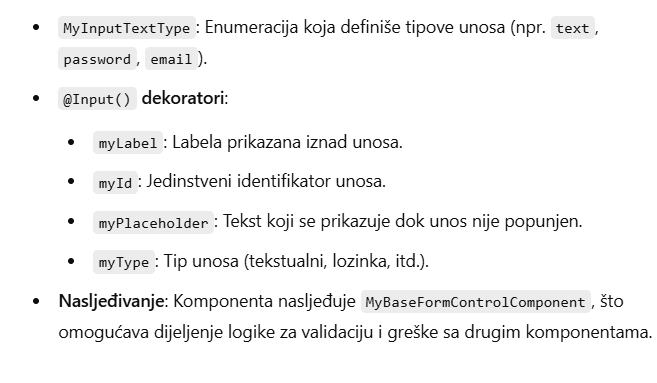 MyInputTextType: Enumeracija koja definiše tipove unosa (npr. text,
password, email).
@Input() dekoratori:
myLabel: Labela prikazana iznad unosa.
myId: Jedinstveni identifikator unosa.
myPlaceholder: Tekst koji se prikazuje dok unos nije popunjen.
myType: Tip unosa (tekstualni, lozinka, itd.).
Nasljeđivanje: Komponenta nasljeđuje MyBaseFormControlComponent, što
omogućava dijeljenje logike za validaciju i greške sa drugim komponentama.